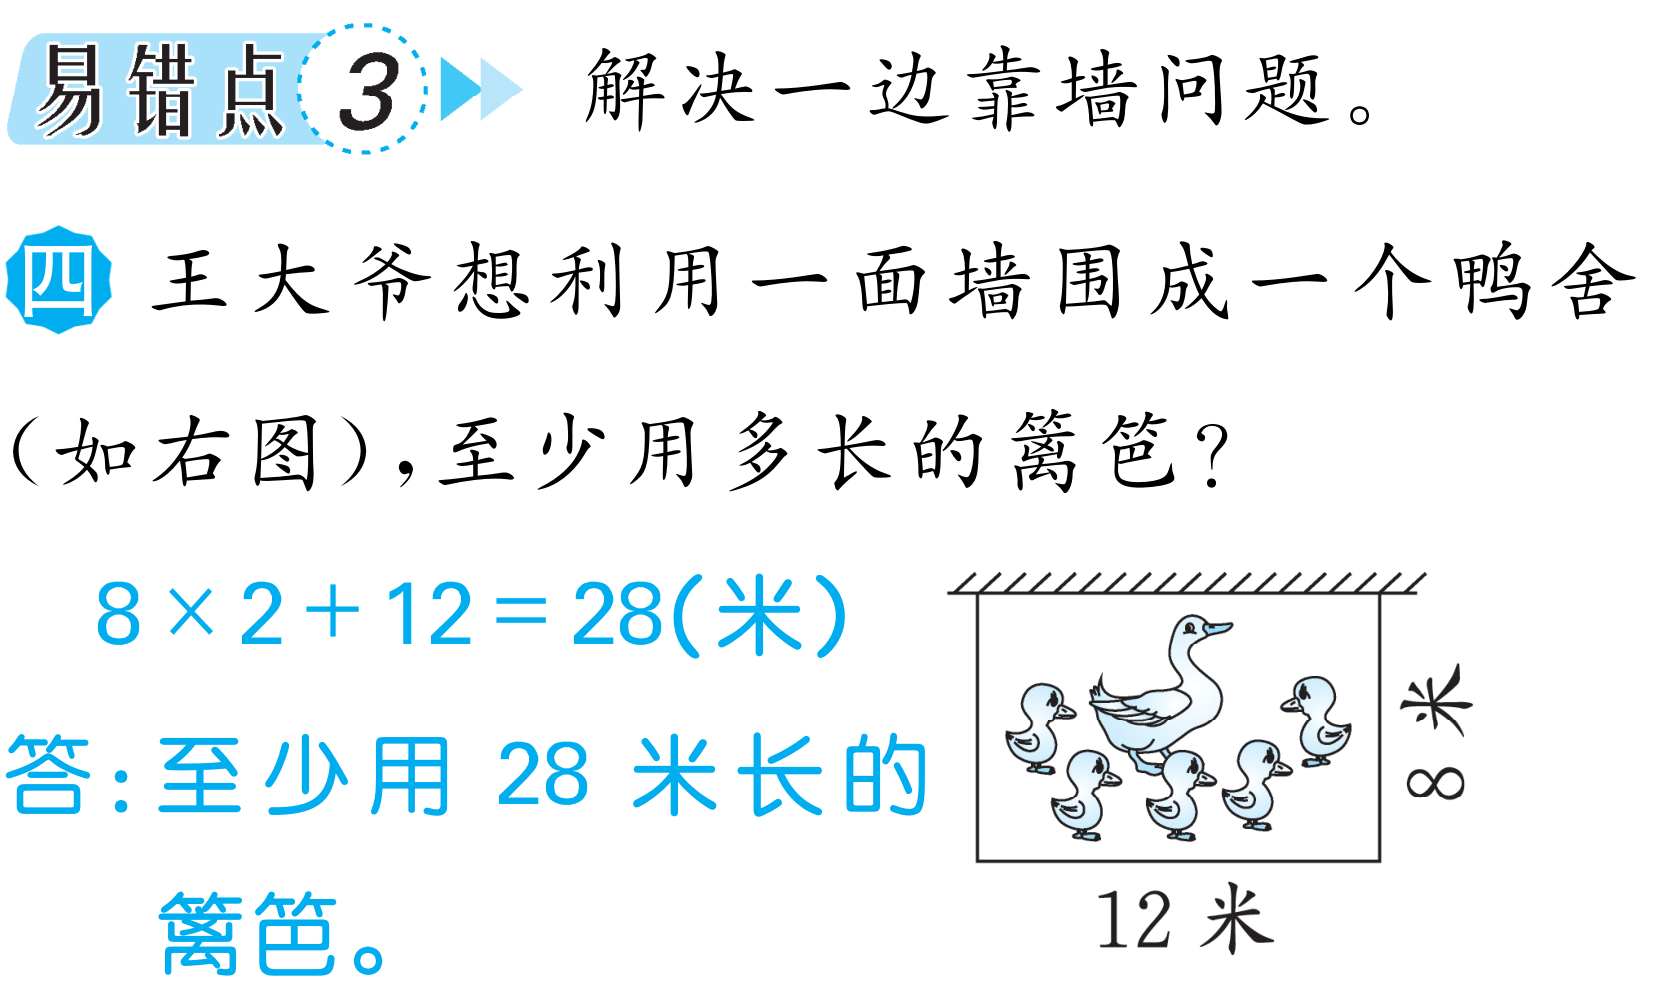 易错点 3 解决一边靠墙问题。
四 王大爷想利用一面墙围成一个鸭舍
（如右图），至少用多长的篱笆？
8×2+12=28(米)
答：至少用 28 米长的
篱笆。
8 米
12 米